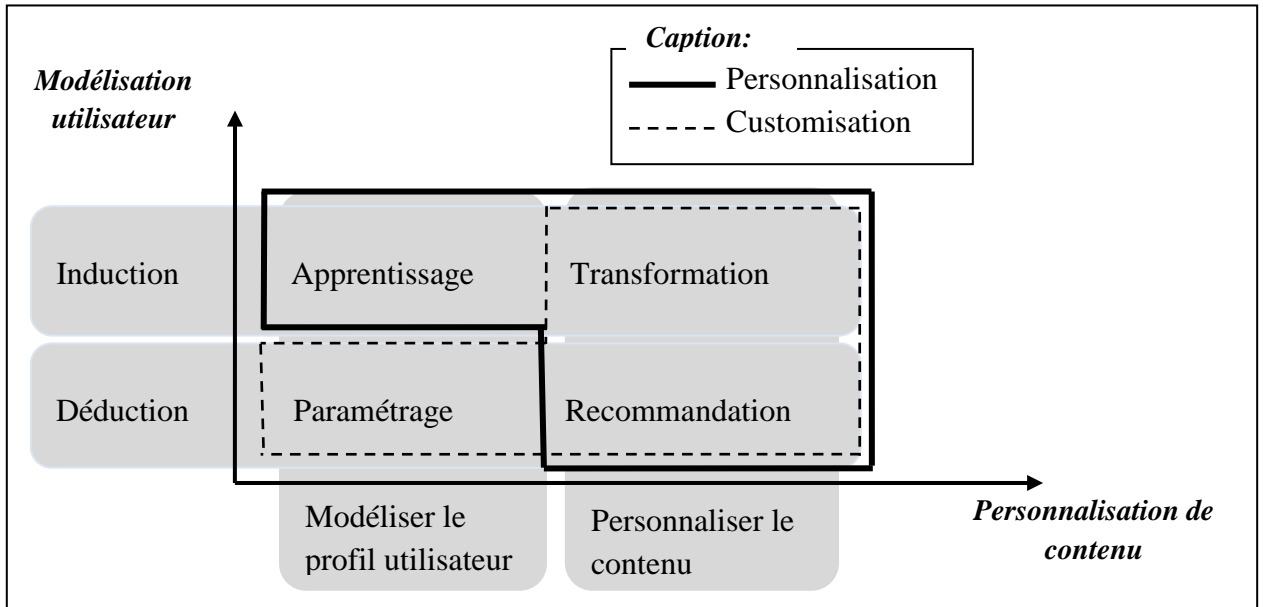 Caption:
Personnalisation
Customisation
Modélisation
utilisateur
Induction
Apprentissage
Transformation
Déduction
Paramétrage
Recommandation
Modéliser le
profil utilisateur
Personnaliser le
contenu
Personnalisation de
contenu